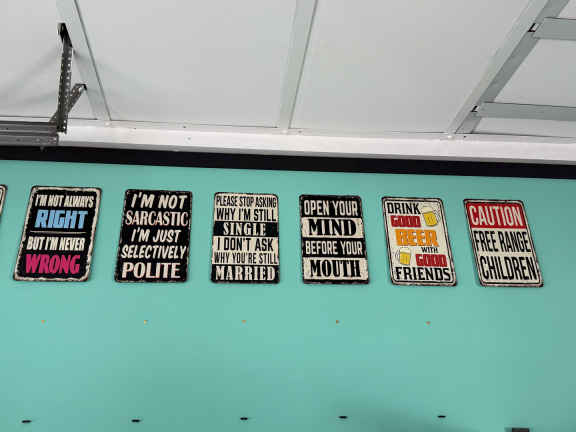 I'M NOT ALWAYS
RIGHT
BUT I'M NEVER
WRONG
I'M NOT
SARCASTIC
I'M JUST
SELECTIVELY
POLITE
PLEASE STOP ASKING
WHY I'M STILL
SINGLE
I DON'T ASK
WHY YOU'RE STILL
MARRIED
OPEN YOUR
MIND
BEFORE YOUR
MOUTH
DRINK
GOOD
BEER
WITH
GOOD
FRIENDS
CAUTION
FREE RANGE
CHILDREN